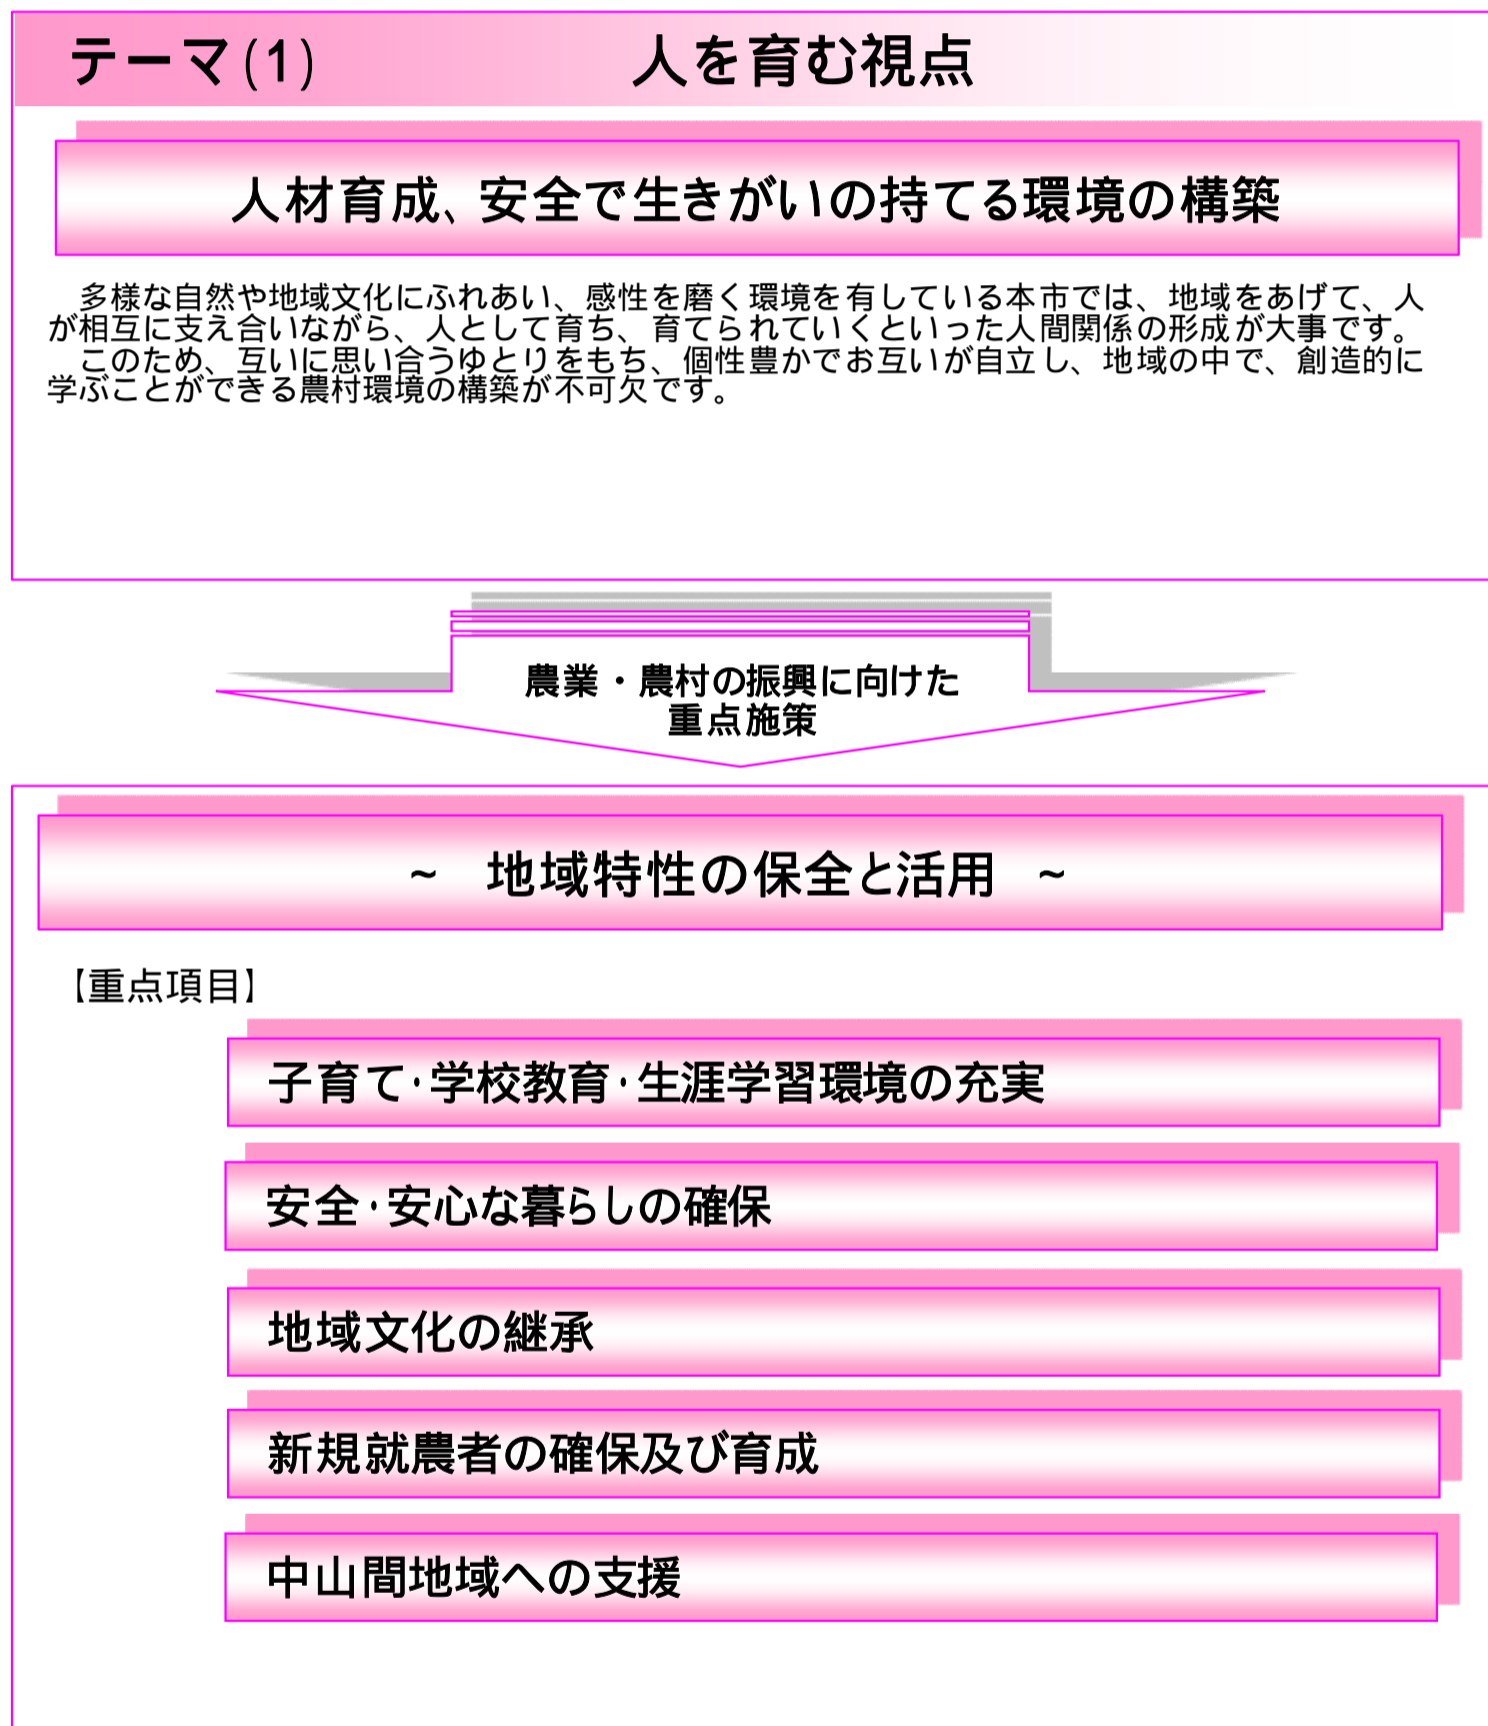 テーマ(1)　人を育む視点
人材育成、安全で生きがいの持てる環境の構築
　多様な自然や地域文化にふれあい、感性を磨く環境を有している本市では、地域をあげて、人
が相互に支え合いながら、人として育ち、育てられていくといった人間関係の形成が大事です。
　このため、互いに思い合うゆとりをもち、個性豊かでお互いが自立し、地域の中で、創造的に
学ぶことができる農村環境の構築が不可欠です。
農業・農村の振興に向けた
重点施策
~　地域特性の保全と活用　~
【重点項目】
子育て・学校教育・生涯学習環境の充実
安全・安心な暮らしの確保
地域文化の継承
新規就農者の確保及び育成
中山間地域への支援